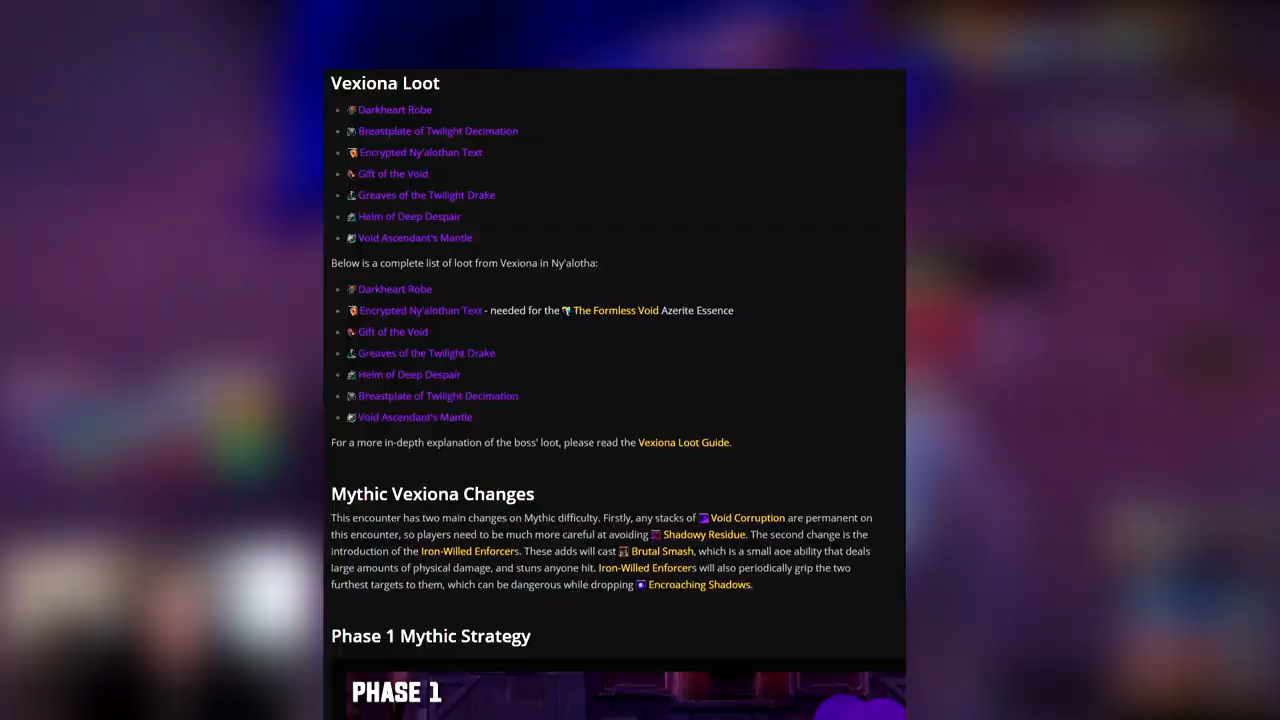 Vexiona Loot
Darkheart Robe
Breastplate of Twilight Decimation
Encrypted Ny'alothan Text
Gift of the Void
Greaves of the Twilight Drake
Helm of Deep Despair
Void Ascendant's Mantle
Below is a complete list of loot from Vexiona in Ny'alotha:
Darkheart Robe
Encrypted Ny'alothan Text - needed for the The Formless Void Azerite Essence
Gift of the Void
Greaves of the Twilight Drake
Helm of Deep Despair
Breastplate of Twilight Decimation
Void Ascendant's Mantle
For a more in-depth explanation of the boss' loot, please read the Vexiona Loot Guide.
Mythic Vexiona Changes
This encounter has two main changes on Mythic difficulty. Firstly, any stacks of Void Corruption are permanent on
this encounter, so players need to be much more careful at avoiding Shadowy Residue. The second change is the
introduction of the Iron-Willed Enforcers. These adds will cast Brutal Smash, which is a small aoe ability that deals
large amounts of physical damage, and stuns anyone hit. Iron-Willed Enforcers will also periodically grip the two
furthest targets to them, which can be dangerous while dropping Encroaching Shadows.
Phase 1 Mythic Strategy
PHASE 1